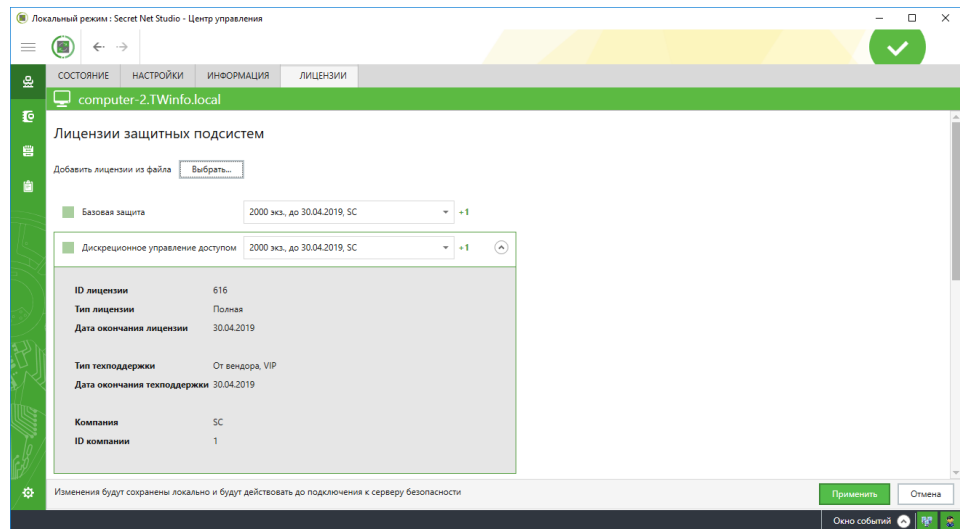 Локальный режим : Secret Net Studio - Центр управления
СОСТОЯНИЕ НАСТРОЙКИ ИНФОРМАЦИЯ ЛИЦЕНЗИИ
computer-2.TWinfo.local
Лицензии защитных подсистем
Добавить лицензии из файла Выбрать...
Базовая защита 2000 экз., до 30.04.2019, SC +1
Дискреционное управление доступом 2000 экз., до 30.04.2019, SC +1
ID лицензии 616
Тип лицензии Полная
Дата окончания лицензии 30.04.2019
Тип техподдержки От вендора, VIP
Дата окончания техподдержки 30.04.2019
Компания SC
ID компании 1
Изменения будут сохранены локально и будут действовать до подключения к серверу безопасности Применить Отмена
Окно событий